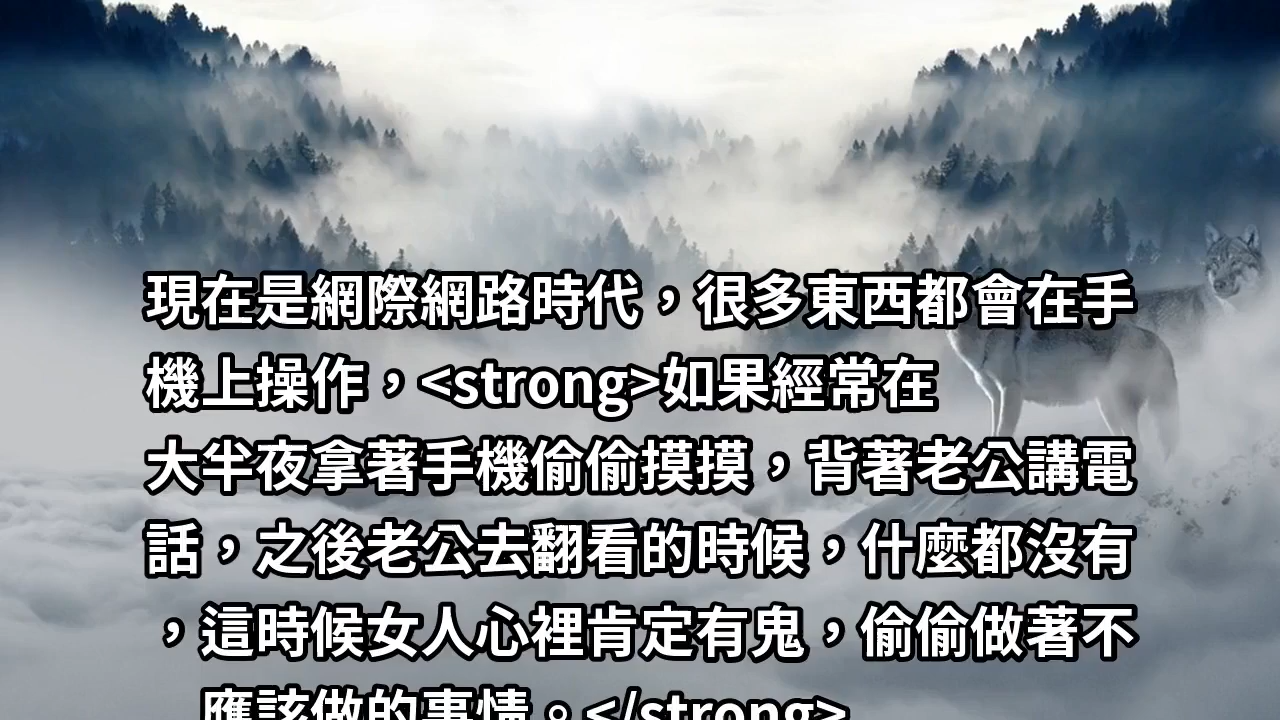 現在是網際網路時代，很多東西都會在手
機上操作，<strong>如果經常在
大半夜拿著手機偷偷摸摸，背著老公講電
話，之後老公去翻看的時候，什麼都沒有
，這時候女人心裡肯定有鬼，偷偷做著不
應該做的事情。</strong>